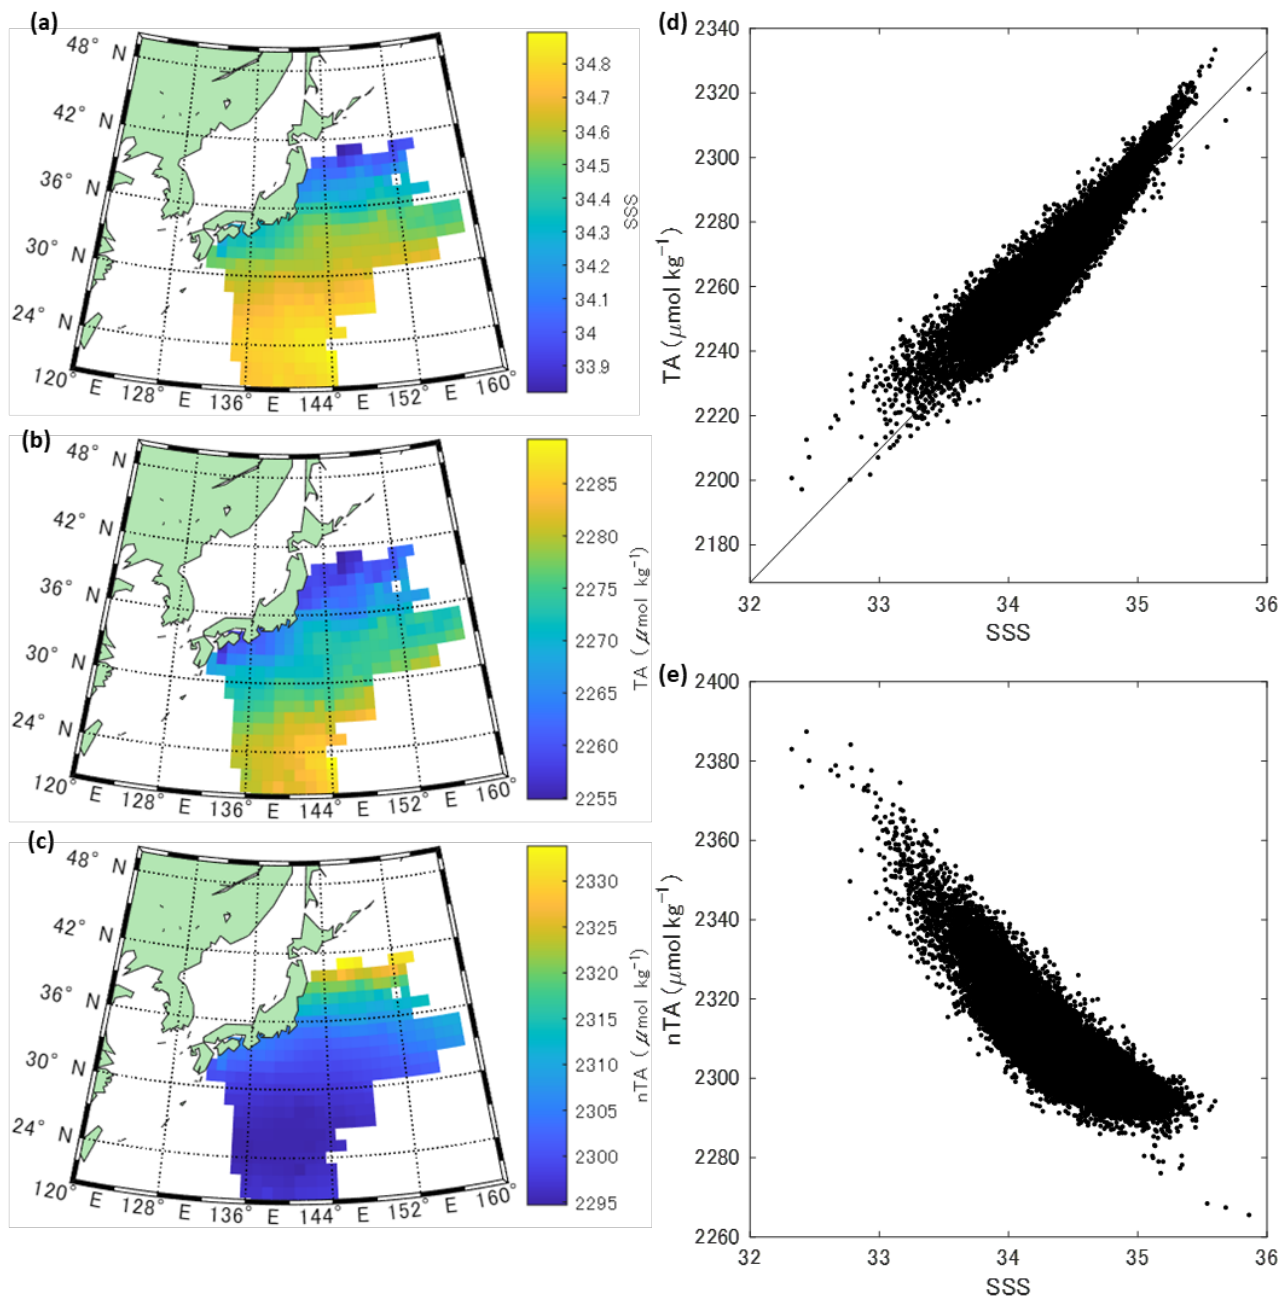 (a)
48° N
42° N
36° N
30° N
24° N
120° E 128° E 136° E 144° E 152° E 160°
34.8
34.7
34.6
34.5
34.4
34.3
34.2
34.1
34
33.9
SSS
(b)
48° N
42° N
36° N
30° N
24° N
120° E 128° E 136° E 144° E 152° E 160°
2285
2280
2275
2270
2265
2260
2255
TA (μmol kg⁻¹)
(c)
48° N
42° N
36° N
30° N
24° N
120° E 128° E 136° E 144° E 152° E 160°
2330
2325
2320
2315
2310
2305
2300
2295
nTA (μmol kg⁻¹)
(d)
2340
2320
2300
2280
2260
2240
2220
2200
2180
TA (μmol kg⁻¹)
32 33 34 35 36
SSS
(e)
2400
2380
2360
2340
2320
2300
2280
2260
nTA (μmol kg⁻¹)
32 33 34 35 36
SSS